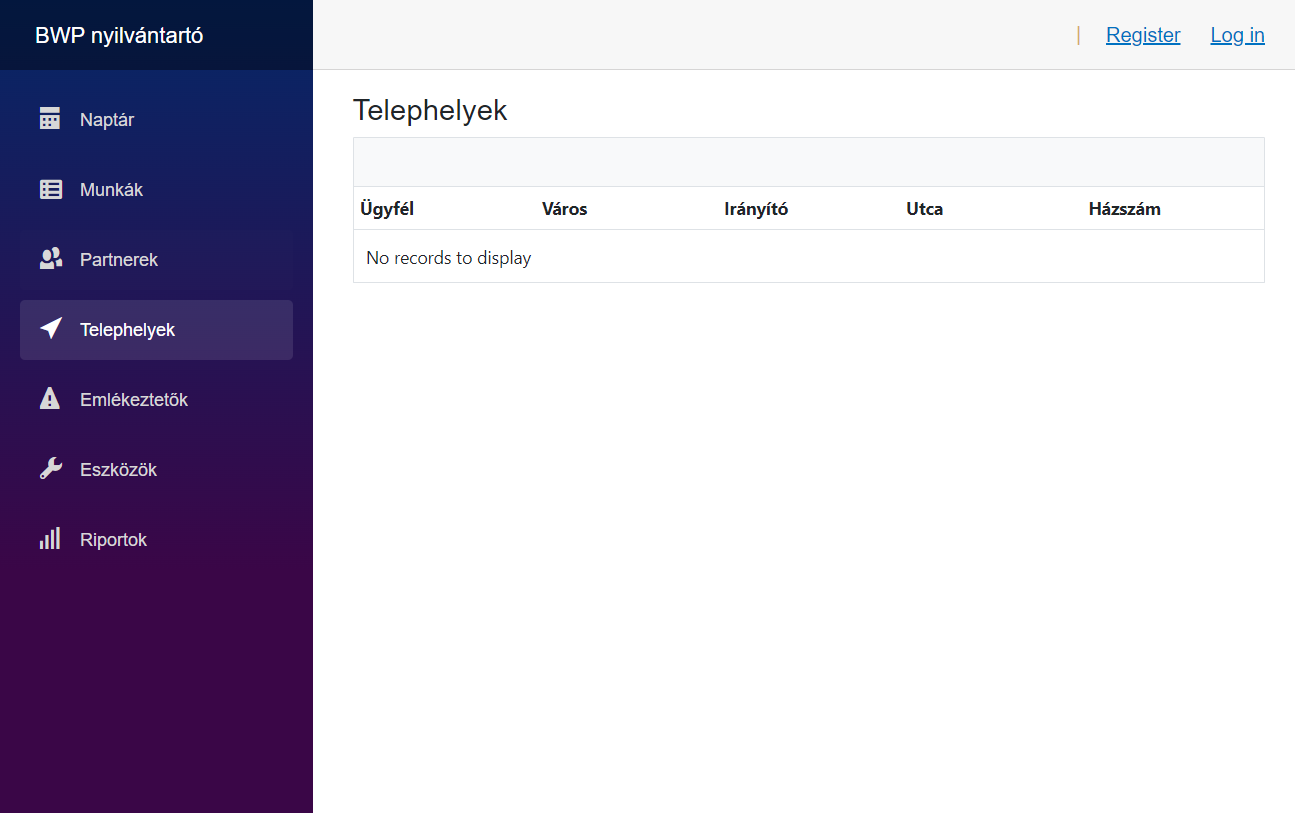 BWP nyilvántartó
| Register Log in
Naptár
Munkák
Partnerek
Telephelyek
Emlékeztetők
Eszközök
Riportok
Telephelyek
Ügyfél Város Irányító Utca Házszám
No records to display